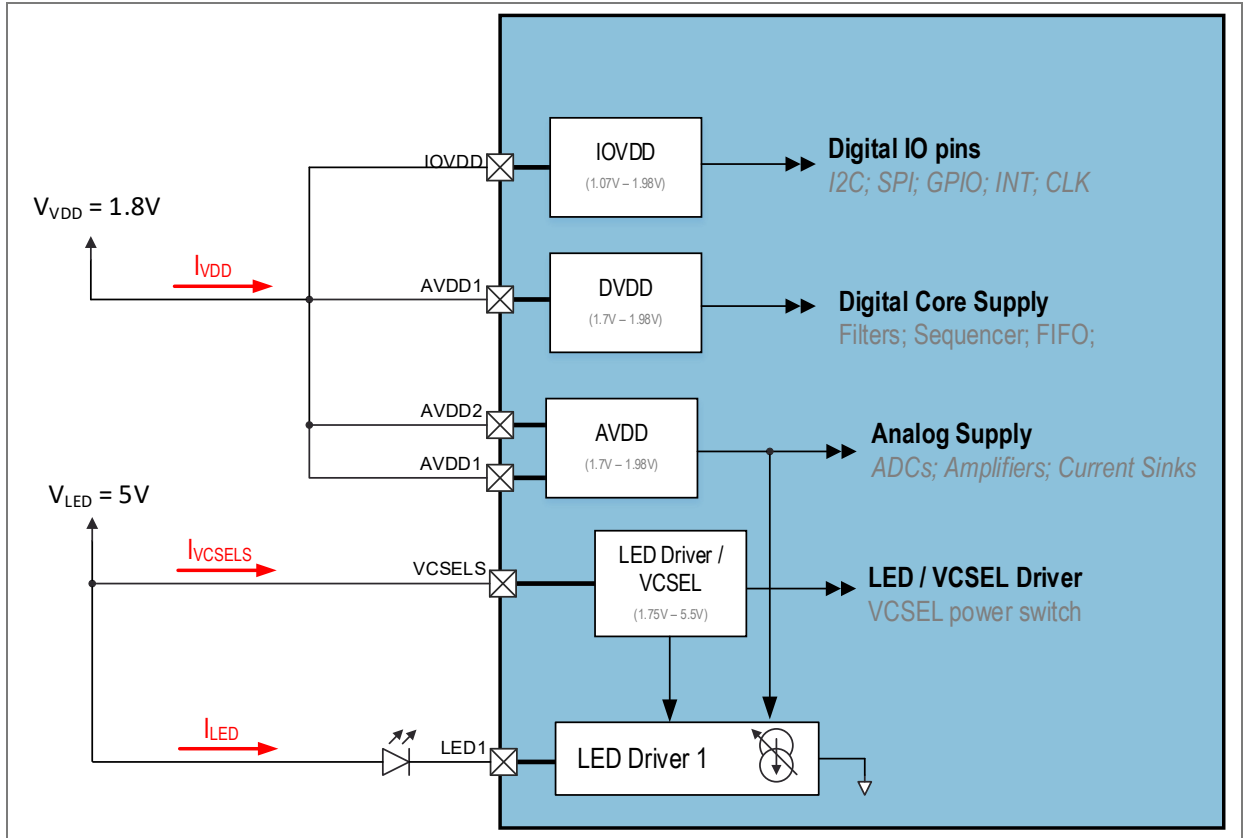 IOVDD
IOVDD
(1.07V – 1.98V)
Digital IO pins
I2C; SPI; GPIO; INT; CLK
VVDD = 1.8V
IVDD
AVDD1
DVDD
(1.7V – 1.98V)
Digital Core Supply
Filters; Sequencer; FIFO;
AVDD2
AVDD1
AVDD
(1.7V – 1.98V)
Analog Supply
ADCs; Amplifiers; Current Sinks
VLED = 5V
IVCSELS
VCSELS
LED Driver /
VCSEL
(1.75V – 5.5V)
LED / VCSEL Driver
VCSEL power switch
ILED
LED1
LED Driver 1